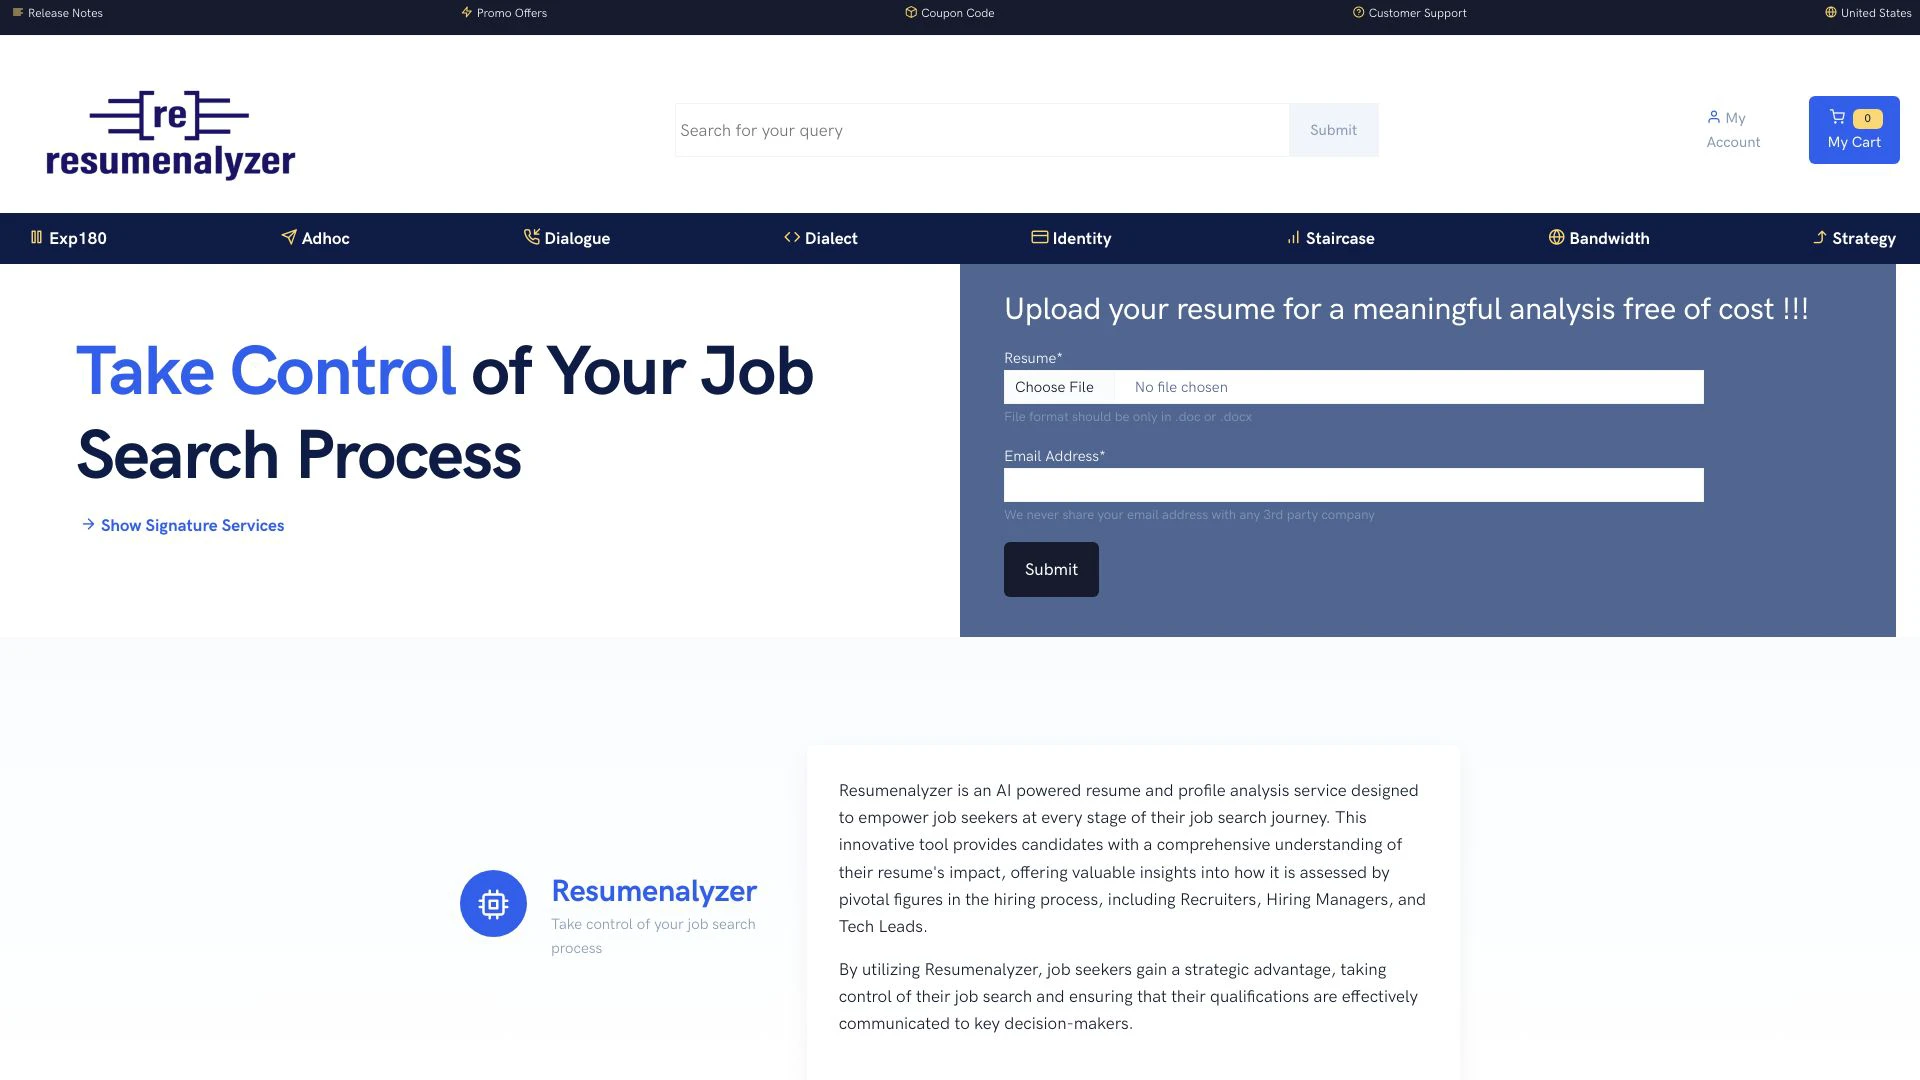 Release Notes
Promo Offers
Coupon Code
Customer Support
United States
[re]
resumenalyzer
Search for your query
Submit
My
Account
0
My Cart
Exp180
Adhoc
Dialogue
Dialect
Identity
Staircase
Bandwidth
Strategy
Take Control of Your Job
Search Process
Show Signature Services
Upload your resume for a meaningful analysis free of cost !!!
Resume*
Choose File
No file chosen
File format should be only in .doc or .docx
Email Address*
We never share your email address with any 3rd party company
Submit
Resumenalyzer
Take control of your job search
process
Resumenalyzer is an AI powered resume and profile analysis service designed
to empower job seekers at every stage of their job search journey. This
innovative tool provides candidates with a comprehensive understanding of
their resume's impact, offering valuable insights into how it is assessed by
pivotal figures in the hiring process, including Recruiters, Hiring Managers, and
Tech Leads.
By utilizing Resumenalyzer, job seekers gain a strategic advantage, taking
control of their job search and ensuring that their qualifications are effectively
communicated to key decision-makers.